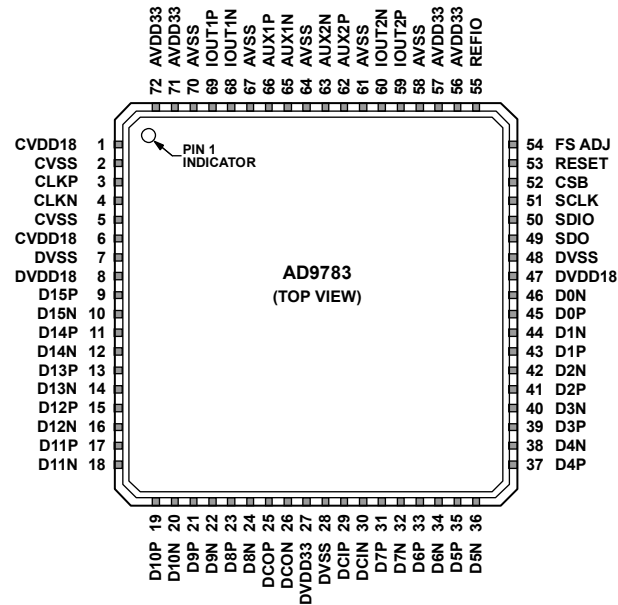 72 AVDD33
71 AVDD33
70 AVSS
69 IOUT1P
68 IOUT1N
67 AVSS
66 AUX1P
65 AUX1N
64 AVSS
63 AUX2N
62 AUX2P
61 AVSS
60 IOUT2N
59 IOUT2P
58 AVSS
57 AVDD33
56 AVDD33
55 REFIO
CVDD18 1
CVSS 2
CLKP 3
CLKN 4
CVSS 5
CVDD18 6
DVSS 7
DVDD18 8
D15P 9
D15N 10
D14P 11
D14N 12
D13P 13
D13N 14
D12P 15
D12N 16
D11P 17
D11N 18
PIN 1
INDICATOR
AD9783
(TOP VIEW)
54 FS ADJ
53 RESET
52 CSB
51 SCLK
50 SDIO
49 SDO
48 DVSS
47 DVDD18
46 D0N
45 D0P
44 D1N
43 D1P
42 D2N
41 D2P
40 D3N
39 D3P
38 D4N
37 D4P
D10P 19
D10N 20
D9P 21
D9N 22
D8P 23
D8N 24
DCOP 25
DCON 26
DVDD33 27
DVSS 28
DCIP 29
DCIN 30
D7P 31
D7N 32
D6P 33
D6N 34
D5P 35
D5N 36